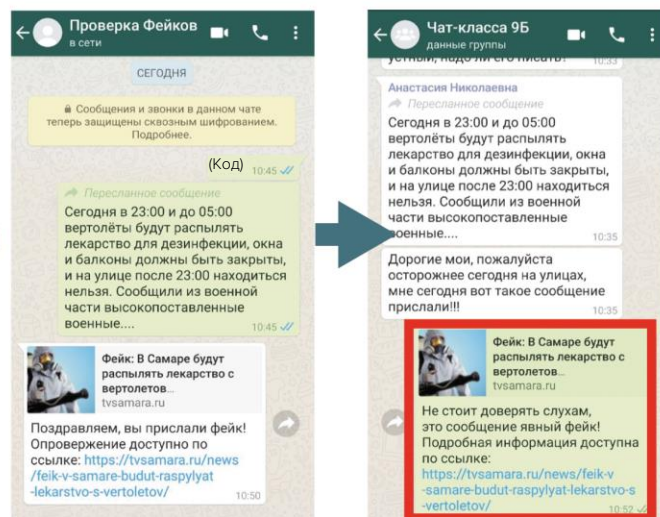 Проверка Фейков
в сети
СЕГОДНЯ
Сообщения и звонки в данном чате
теперь защищены сквозным шифрованием.
Подробнее.
(Код)
10:45
Пересланное сообщение
Сегодня в 23:00 и до 05:00
вертолёты будут распылять
лекарство для дезинфекции, окна
и балконы должны быть закрыты,
и на улице после 23:00 находиться
нельзя. Сообщили из военной
части высокопоставленные
военные....
10:45
Фейк: В Самаре будут
распылять лекарство с
вертолетов...
tvsamara.ru
Поздравляем, вы прислали фейк!
Опровержение доступно по
ссылке: https://tvsamara.ru/news
/feik-v-samare-budut-raspylyat
-lekarstvo-s-vertoletov/
10:50
Чат-класса 9Б
данные группы
устный, надо ли его писать?
10:33
Анастасия Николаевна
Пересланное сообщение
Сегодня в 23:00 и до 05:00
вертолёты будут распылять
лекарство для дезинфекции, окна
и балконы должны быть закрыты,
и на улице после 23:00 находиться
нельзя. Сообщили из военной
части высокопоставленные
военные....
10:35
Дорогие мои, пожалуйста
осторожнее сегодня на улицах,
мне сегодня вот такое сообщение
прислали!!!
10:35
Фейк: В Самаре будут
распылять лекарство с
вертолетов...
tvsamara.ru
Не стоит доверять слухам,
это сообщение явный фейк!
Подробная информация доступна
по ссылке:
https://tvsamara.ru/news/feik-v
-samare-budut-raspylyat-lekarstvo-s
-vertoletov/
10:52